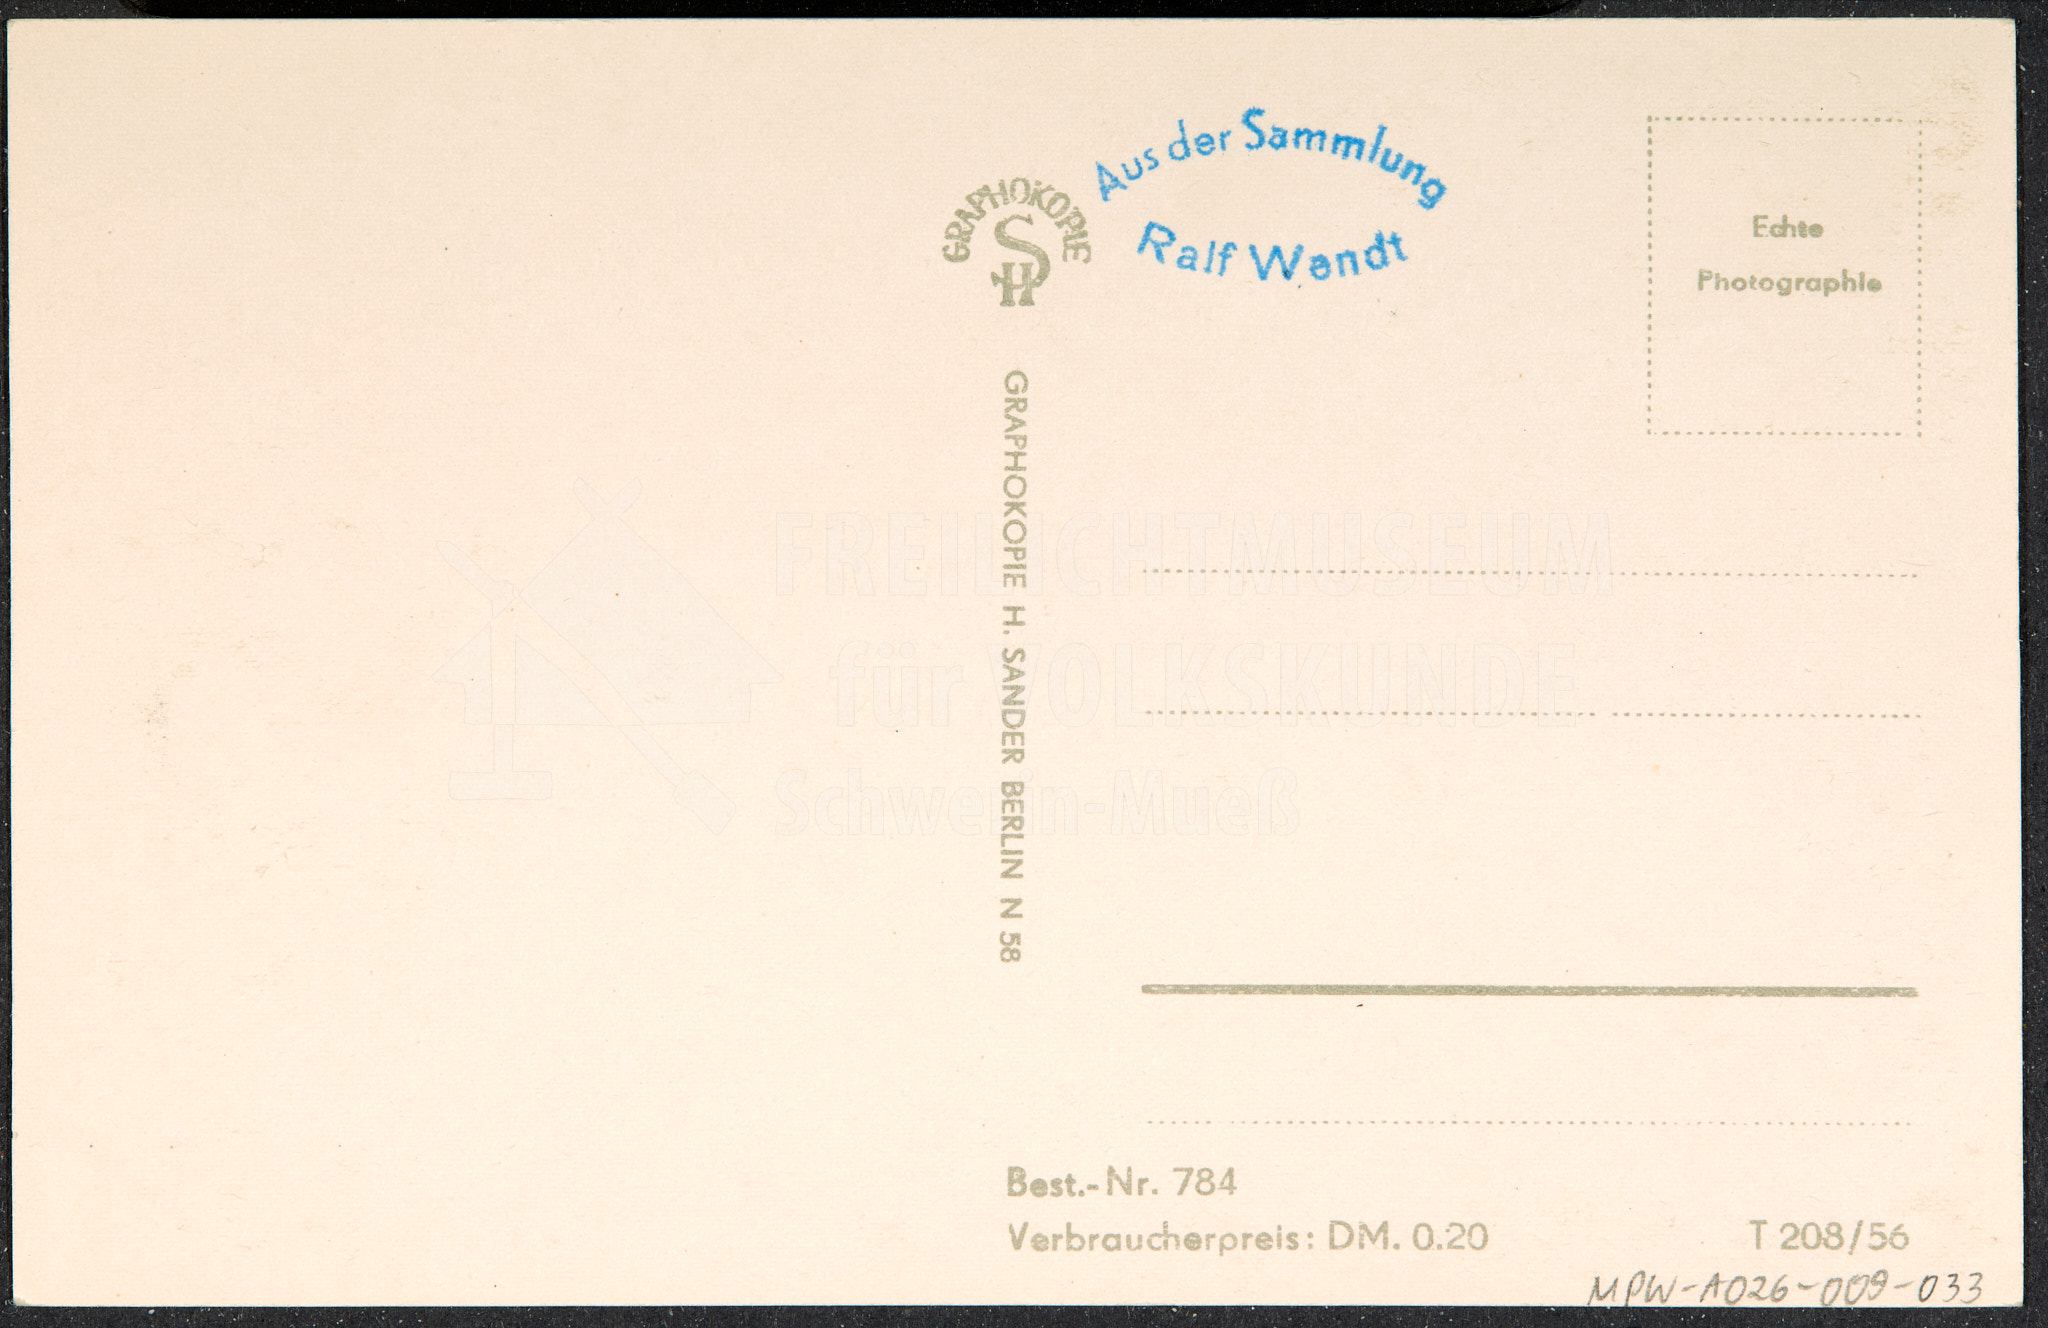 Aus der Sammlung
Ralf Wendt
GRAPHOKOPIE
SH
Echte
Photographie
GRAPHOKOPIE H. SANDER BERLIN N 58
FREILICHTMUSEUM
für VOLKSKUNDE
Schwerin-Mueß
Best.-Nr. 784
Verbraucherpreis: DM. 0.20
T 208/56
MPW-A026-009-033